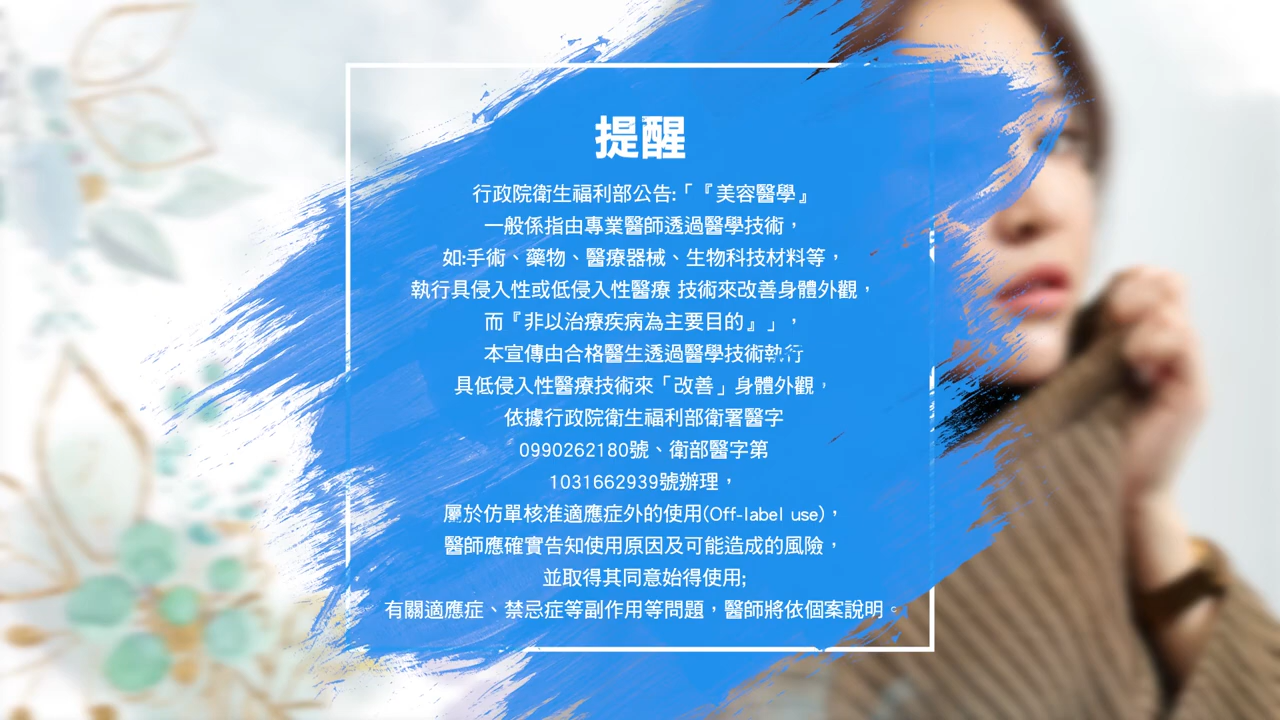 提醒
行政院衛生福利部公告:「『美容醫學』
一般係指由專業醫師透過醫學技術，
如:手術、藥物、醫療器械、生物科技材料等，
執行具侵入性或低侵入性醫療 技術來改善身體外觀，
而『非以治療疾病為主要目的』」，
本宣傳由合格醫生透過醫學技術執行
具低侵入性醫療技術來「改善」身體外觀，
依據行政院衛生福利部衛署醫字
0990262180號、衛部醫字第
1031662939號辦理，
屬於仿單核准適應症外的使用(Off-label use)，
醫師應確實告知使用原因及可能造成的風險，
並取得其同意始得使用;
有關適應症、禁忌症等副作用等問題，醫師將依個案說明。